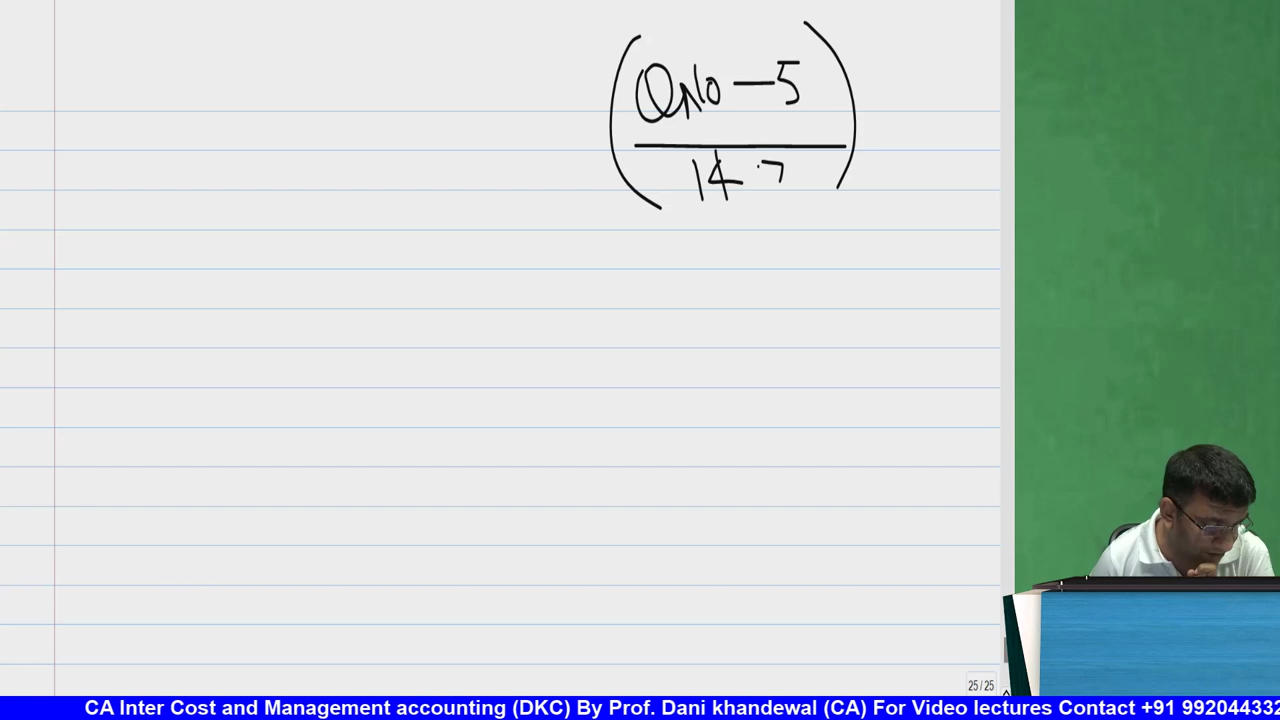 QNo - 5
14.7
25/25
CA Inter Cost and Management accounting (DKC) By Prof. Dani khandewal (CA) For Video lectures Contact +91 992044332